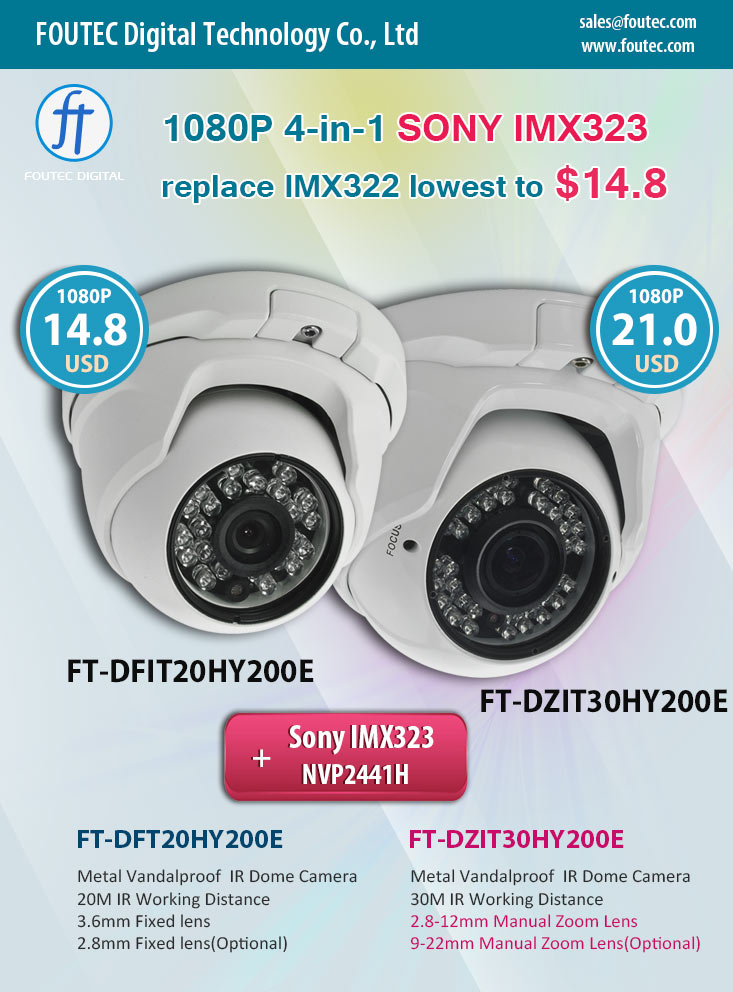 FOUTEC Digital Technology Co., Ltd
sales@foutec.com
www.foutec.com
ft
FOUTEC DIGITAL
1080P 4-in-1 SONY IMX323
replace IMX322 lowest to $14.8
1080P
14.8
USD
1080P
21.0
USD
FOCUS
FT-DFIT20HY200E
FT-DZIT30HY200E
+ Sony IMX323
NVP2441H
FT-DFT20HY200E
Metal Vandalproof IR Dome Camera
20M IR Working Distance
3.6mm Fixed lens
2.8mm Fixed lens(Optional)
FT-DZIT30HY200E
Metal Vandalproof IR Dome Camera
30M IR Working Distance
2.8-12mm Manual Zoom Lens
9-22mm Manual Zoom Lens(Optional)